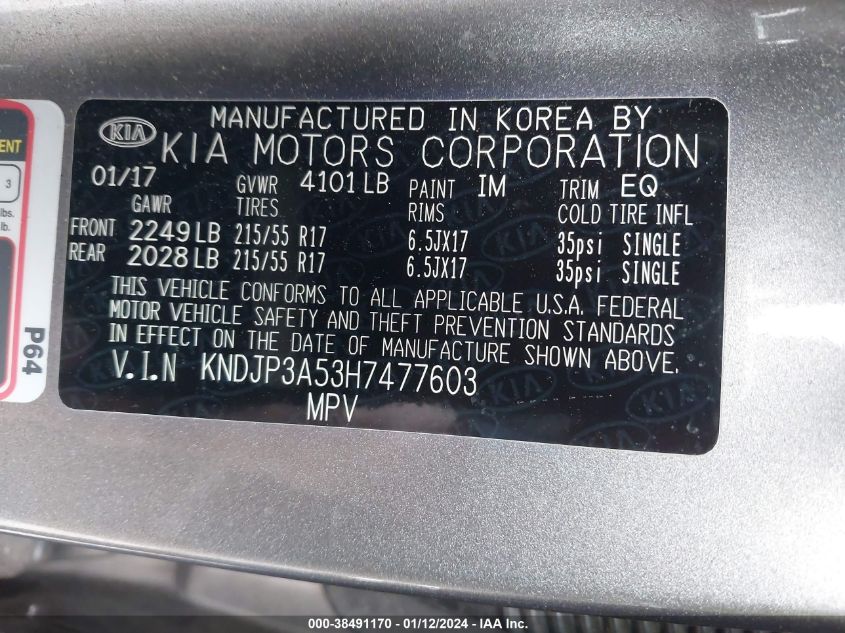 MANUFACTURED IN KOREA BY
KIA
KIA MOTORS CORPORATION
01/17 GVWR 4101 LB PAINT IM TRIM EQ
GAWR TIRES RIMS COLD TIRE INFL
FRONT 2249 LB 215/55 R17 6.5JX17 35psi SINGLE
REAR 2028 LB 215/55 R17 6.5JX17 35psi SINGLE
THIS VEHICLE CONFORMS TO ALL APPLICABLE U.S.A. FEDERAL
MOTOR VEHICLE SAFETY AND THEFT PREVENTION STANDARDS
IN EFFECT ON THE DATE OF MANUFACTURE SHOWN ABOVE.
V.I.N KNDJP3A53H7477603
MPV
3
lbs.
lb.
P64
000-38491170 - 01/12/2024 - IAA Inc.